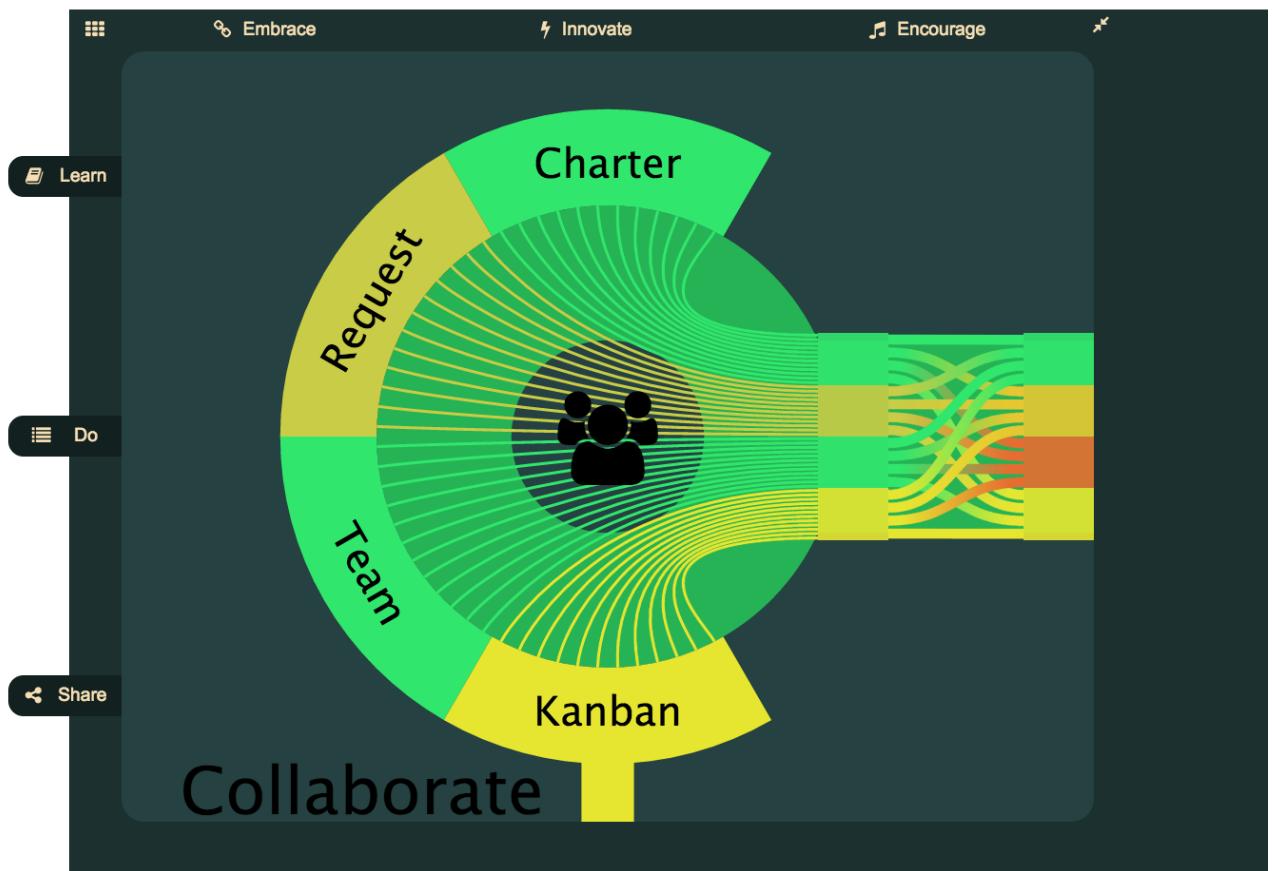 Embrace
Innovate
Encourage
Learn
Charter
Request
Do
Team
Share
Kanban
Collaborate